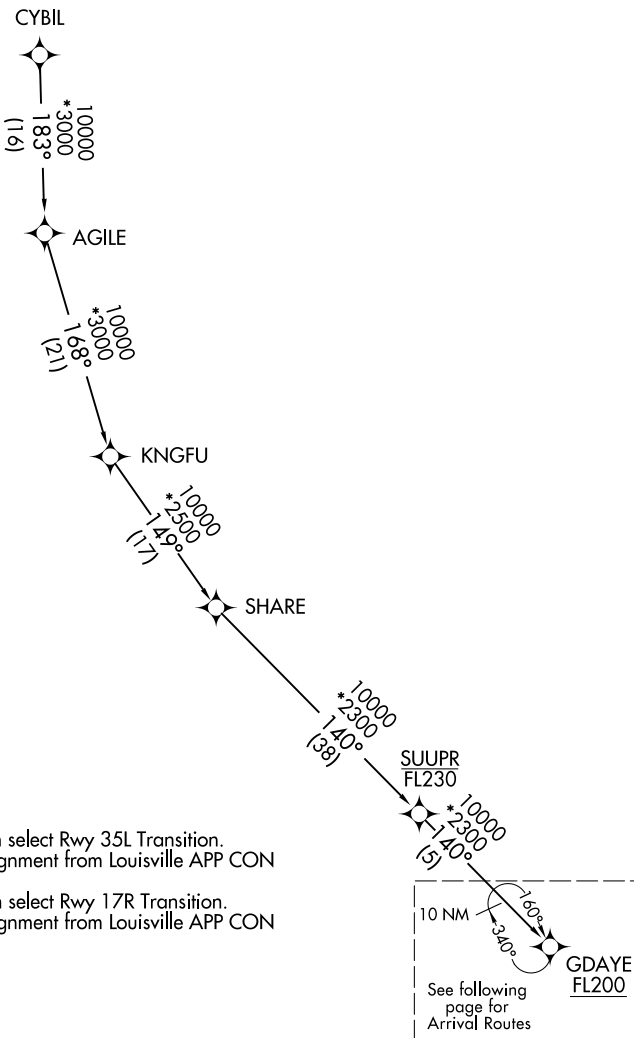 CYBIL
10000
*3000
183°
(16)
AGILE
10000
*3000
168°
(21)
KNGFU
10000
*2500
149°
(17)
SHARE
10000
*2300
140°
(38)
SUUPR
FL230
10000
*2300
140°
(5)
n select Rwy 35L Transition.
gnment from Louisville APP CON
n select Rwy 17R Transition.
gnment from Louisville APP CON
10 NM
160°
340°
GDAYE
FL200
See following
page for
Arrival Routes